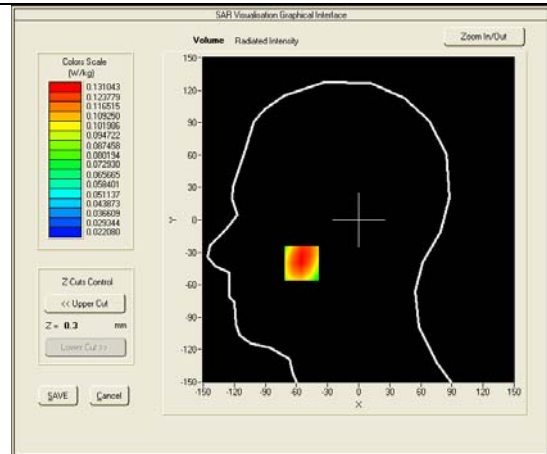 SAR Visualisation Graphical Interface
Volume Radiated Intensity
Zoom In/Out
Colors Scale
(W/kg)
0.131043
0.123779
0.116515
0.109250
0.101986
0.094722
0.087458
0.080194
0.072930
0.065665
0.058401
0.051137
0.043873
0.036609
0.029344
0.022080
Z Cuts Control
<< Upper Cut
Z = 0.3 mm
Lower Cut >>
SAVE Cancel
150
120
90
60
30
0
-30
-60
-90
-120
-150
Y
-150 -120 -90 -60 -30 0 30 60 90 120 150
X